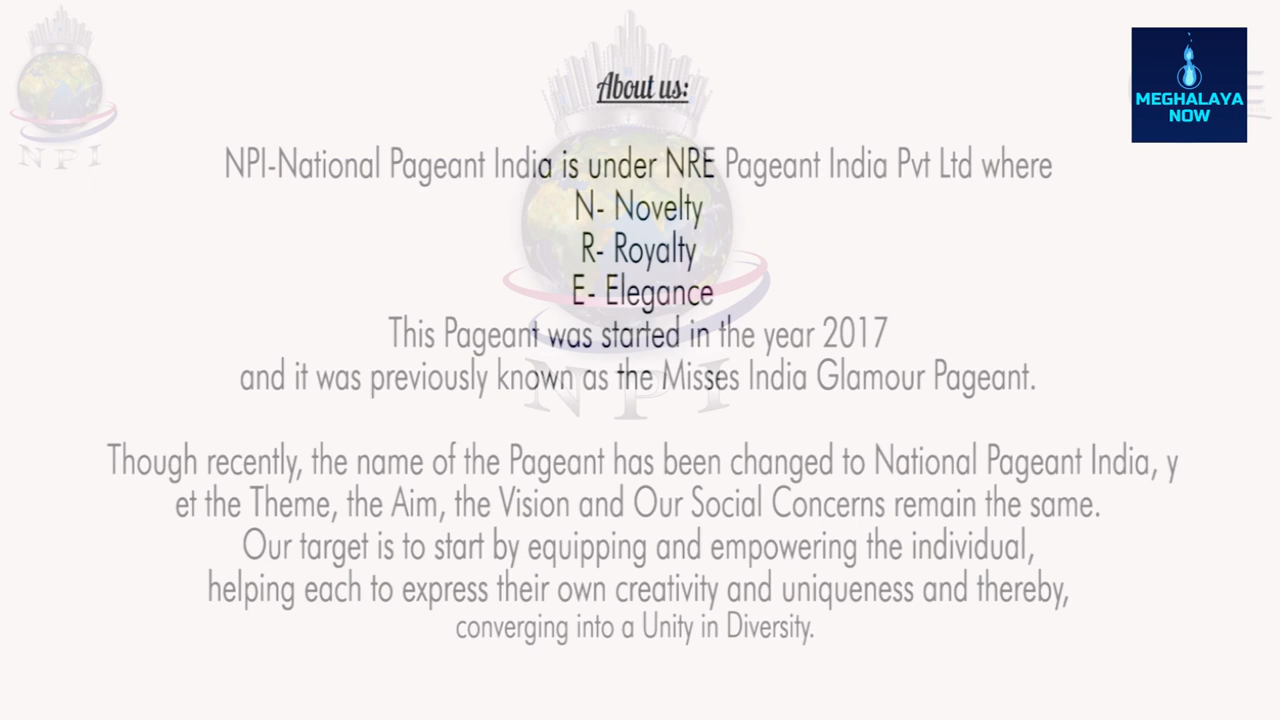 About us:
MEGHALAYA
NOW
NPI
NPI-National Pageant India is under NRE Pageant India Pvt Ltd where
N- Novelty
R- Royalty
E- Elegance
This Pageant was started in the year 2017
and it was previously known as the Misses India Glamour Pageant.
NPI
Though recently, the name of the Pageant has been changed to National Pageant India, y
et the Theme, the Aim, the Vision and Our Social Concerns remain the same.
Our target is to start by equipping and empowering the individual,
helping each to express their own creativity and uniqueness and thereby,
converging into a Unity in Diversity.